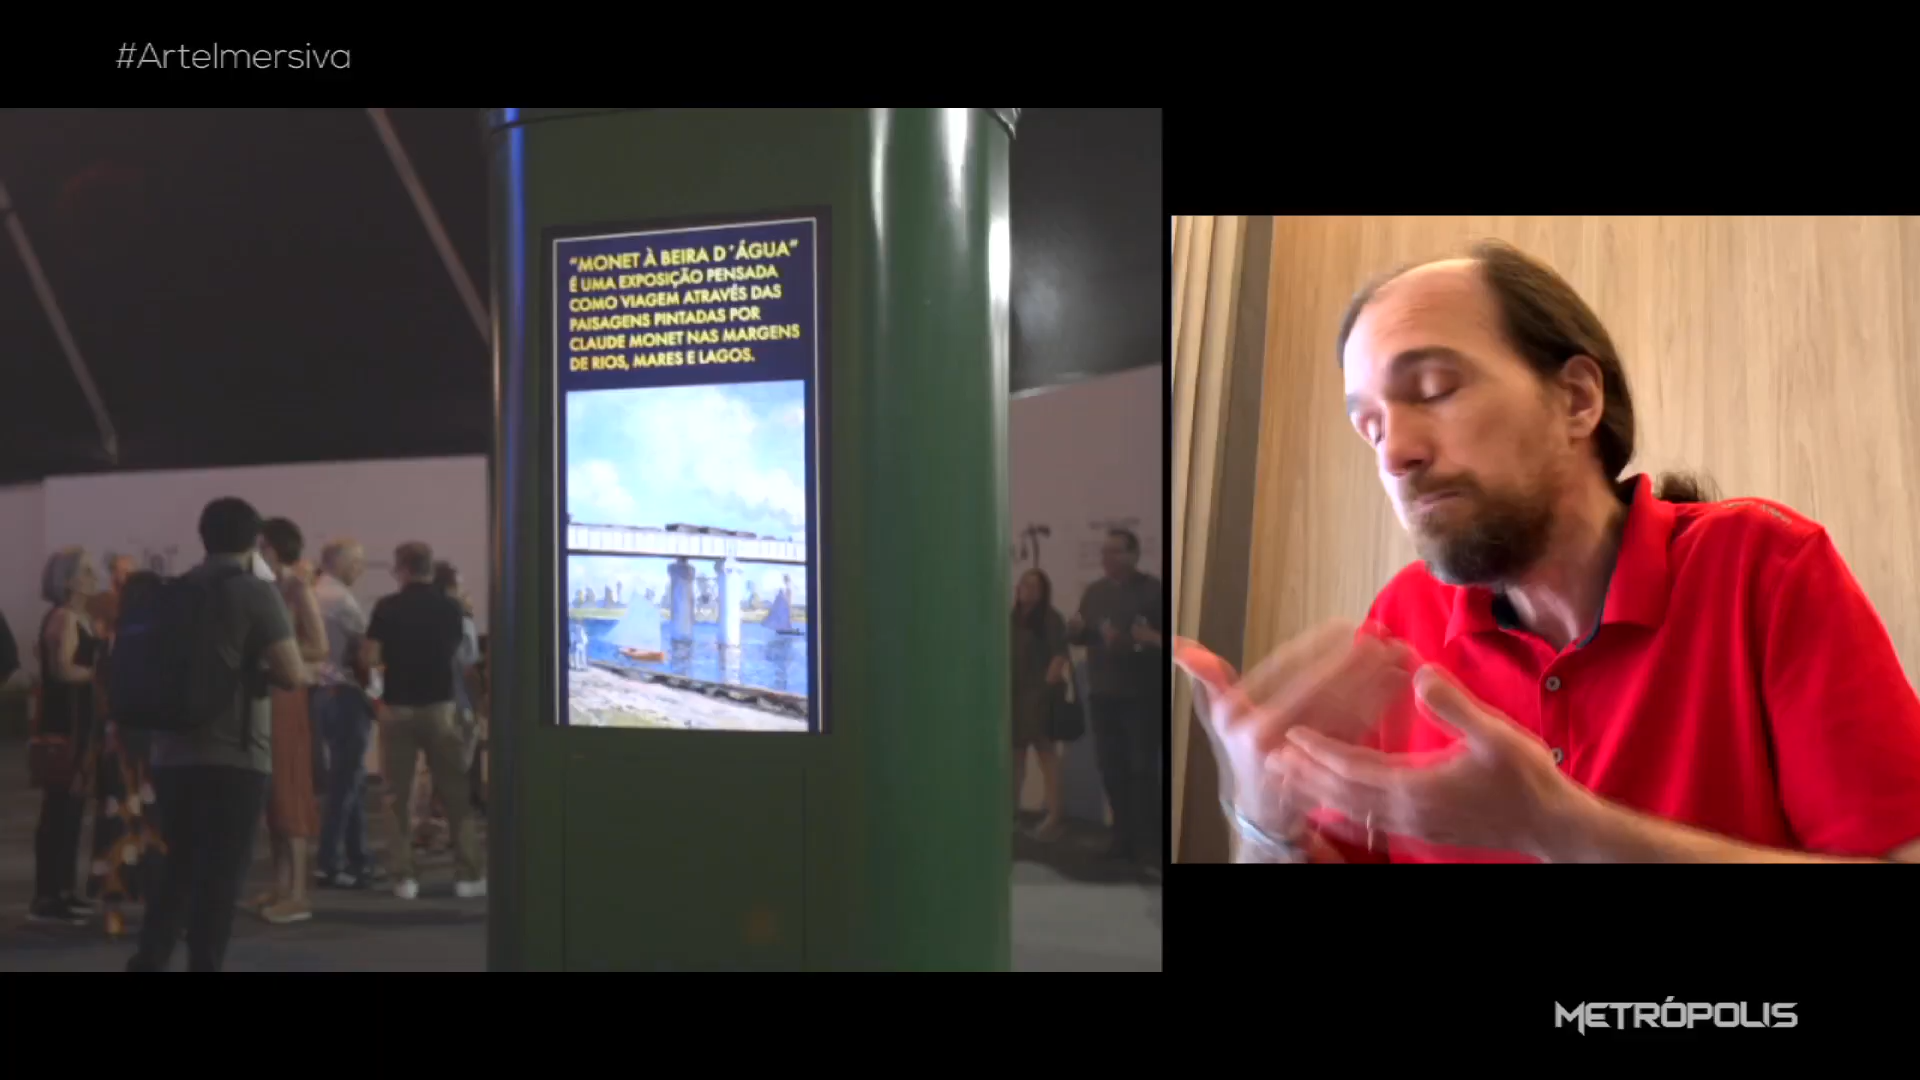 #ArteImersiva
“MONET À BEIRA D’ÁGUA”
É UMA EXPOSIÇÃO PENSADA
COMO VIAGEM ATRAVÉS DAS
PAISAGENS PINTADAS POR
CLAUDE MONET NAS MARGENS
DE RIOS, MARES E LAGOS.
METRÓPOLIS